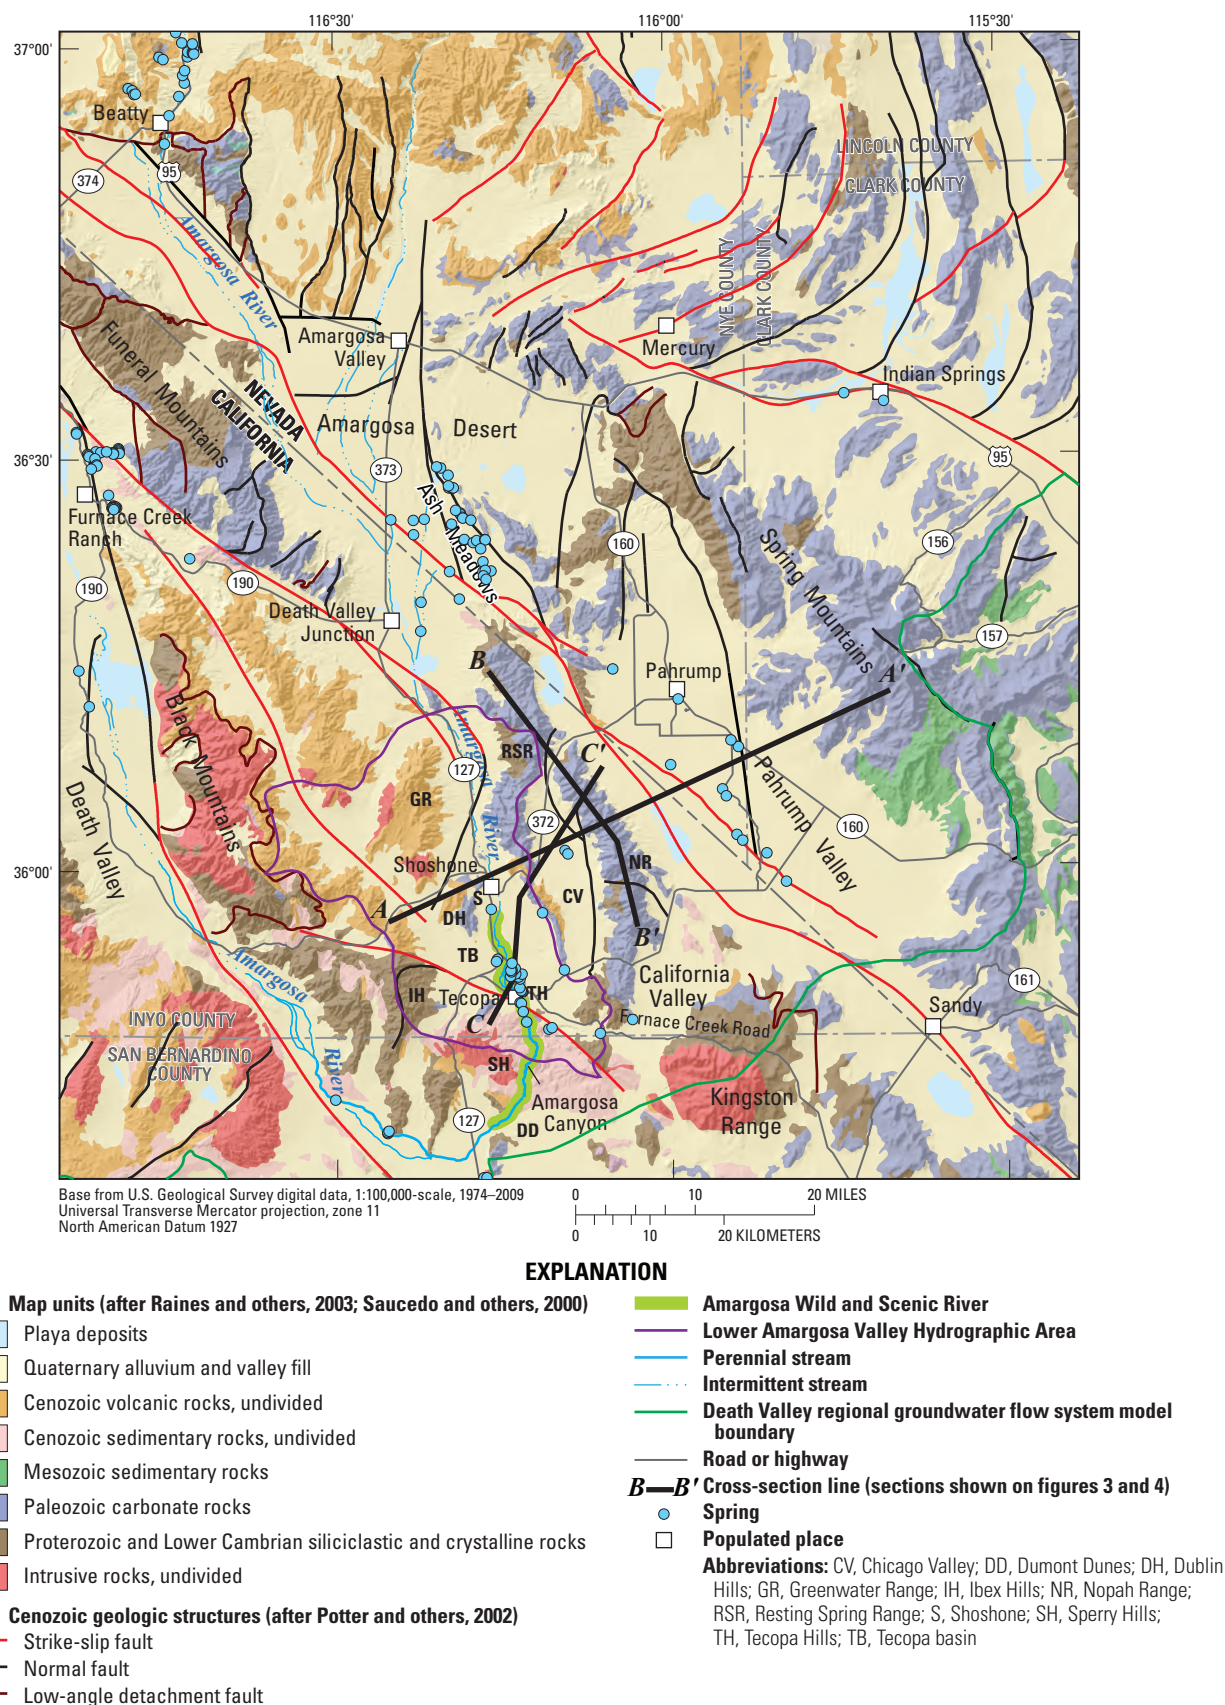 116°30'
116°00'
115°30'
37°00'
Beatty
95
374
LINCOLN COUNTY
CLARK COUNTY
Amargosa River
NYE COUNTY
CLARK COUNTY
Amargosa
Valley
Mercury
Indian Springs
Funeral Mountains
NEVADA
CALIFORNIA
Amargosa Desert
36°30'
373
95
Ash Meadows
Furnace Creek
Ranch
160
156
190
190
Spring Mountains
157
Death Valley
Junction
B
Pahrump
A'
Black Mountains
Amargosa
River
RSR
C'
127
GR
Death Valley
372
Pahrump Valley
160
36°00'
Shoshone
NR
S
CV
A
DH
B'
TB
Amargosa
River
California
Valley
161
IH
Tecopa
TH
Sandy
INYO COUNTY
C
Furnace Creek Road
SAN BERNARDINO
COUNTY
SH
Amargosa
Canyon
Kingston
Range
127
DD
Base from U.S. Geological Survey digital data, 1:100,000-scale, 1974–2009
Universal Transverse Mercator projection, zone 11
North American Datum 1927
0 10 20 MILES
0 10 20 KILOMETERS
EXPLANATION
Map units (after Raines and others, 2003; Saucedo and others, 2000)
Playa deposits
Quaternary alluvium and valley fill
Cenozoic volcanic rocks, undivided
Cenozoic sedimentary rocks, undivided
Mesozoic sedimentary rocks
Paleozoic carbonate rocks
Proterozoic and Lower Cambrian siliciclastic and crystalline rocks
Intrusive rocks, undivided
Cenozoic geologic structures (after Potter and others, 2002)
Strike-slip fault
Normal fault
Low-angle detachment fault
Amargosa Wild and Scenic River
Lower Amargosa Valley Hydrographic Area
Perennial stream
Intermittent stream
Death Valley regional groundwater flow system model
boundary
Road or highway
B B' Cross-section line (sections shown on figures 3 and 4)
Spring
Populated place
Abbreviations: CV, Chicago Valley; DD, Dumont Dunes; DH, Dublin
Hills; GR, Greenwater Range; IH, Ibex Hills; NR, Nopah Range;
RSR, Resting Spring Range; S, Shoshone; SH, Sperry Hills;
TH, Tecopa Hills; TB, Tecopa basin